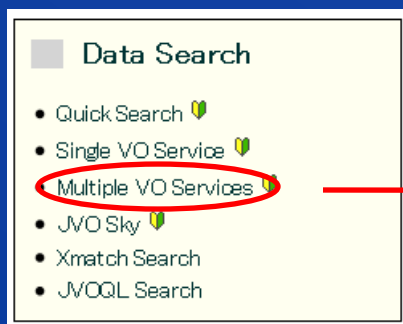 Data Search
Quick Search
Single VO Service
Multiple VO Services
JVO Sky
Xmatch Search
JVOQL Search